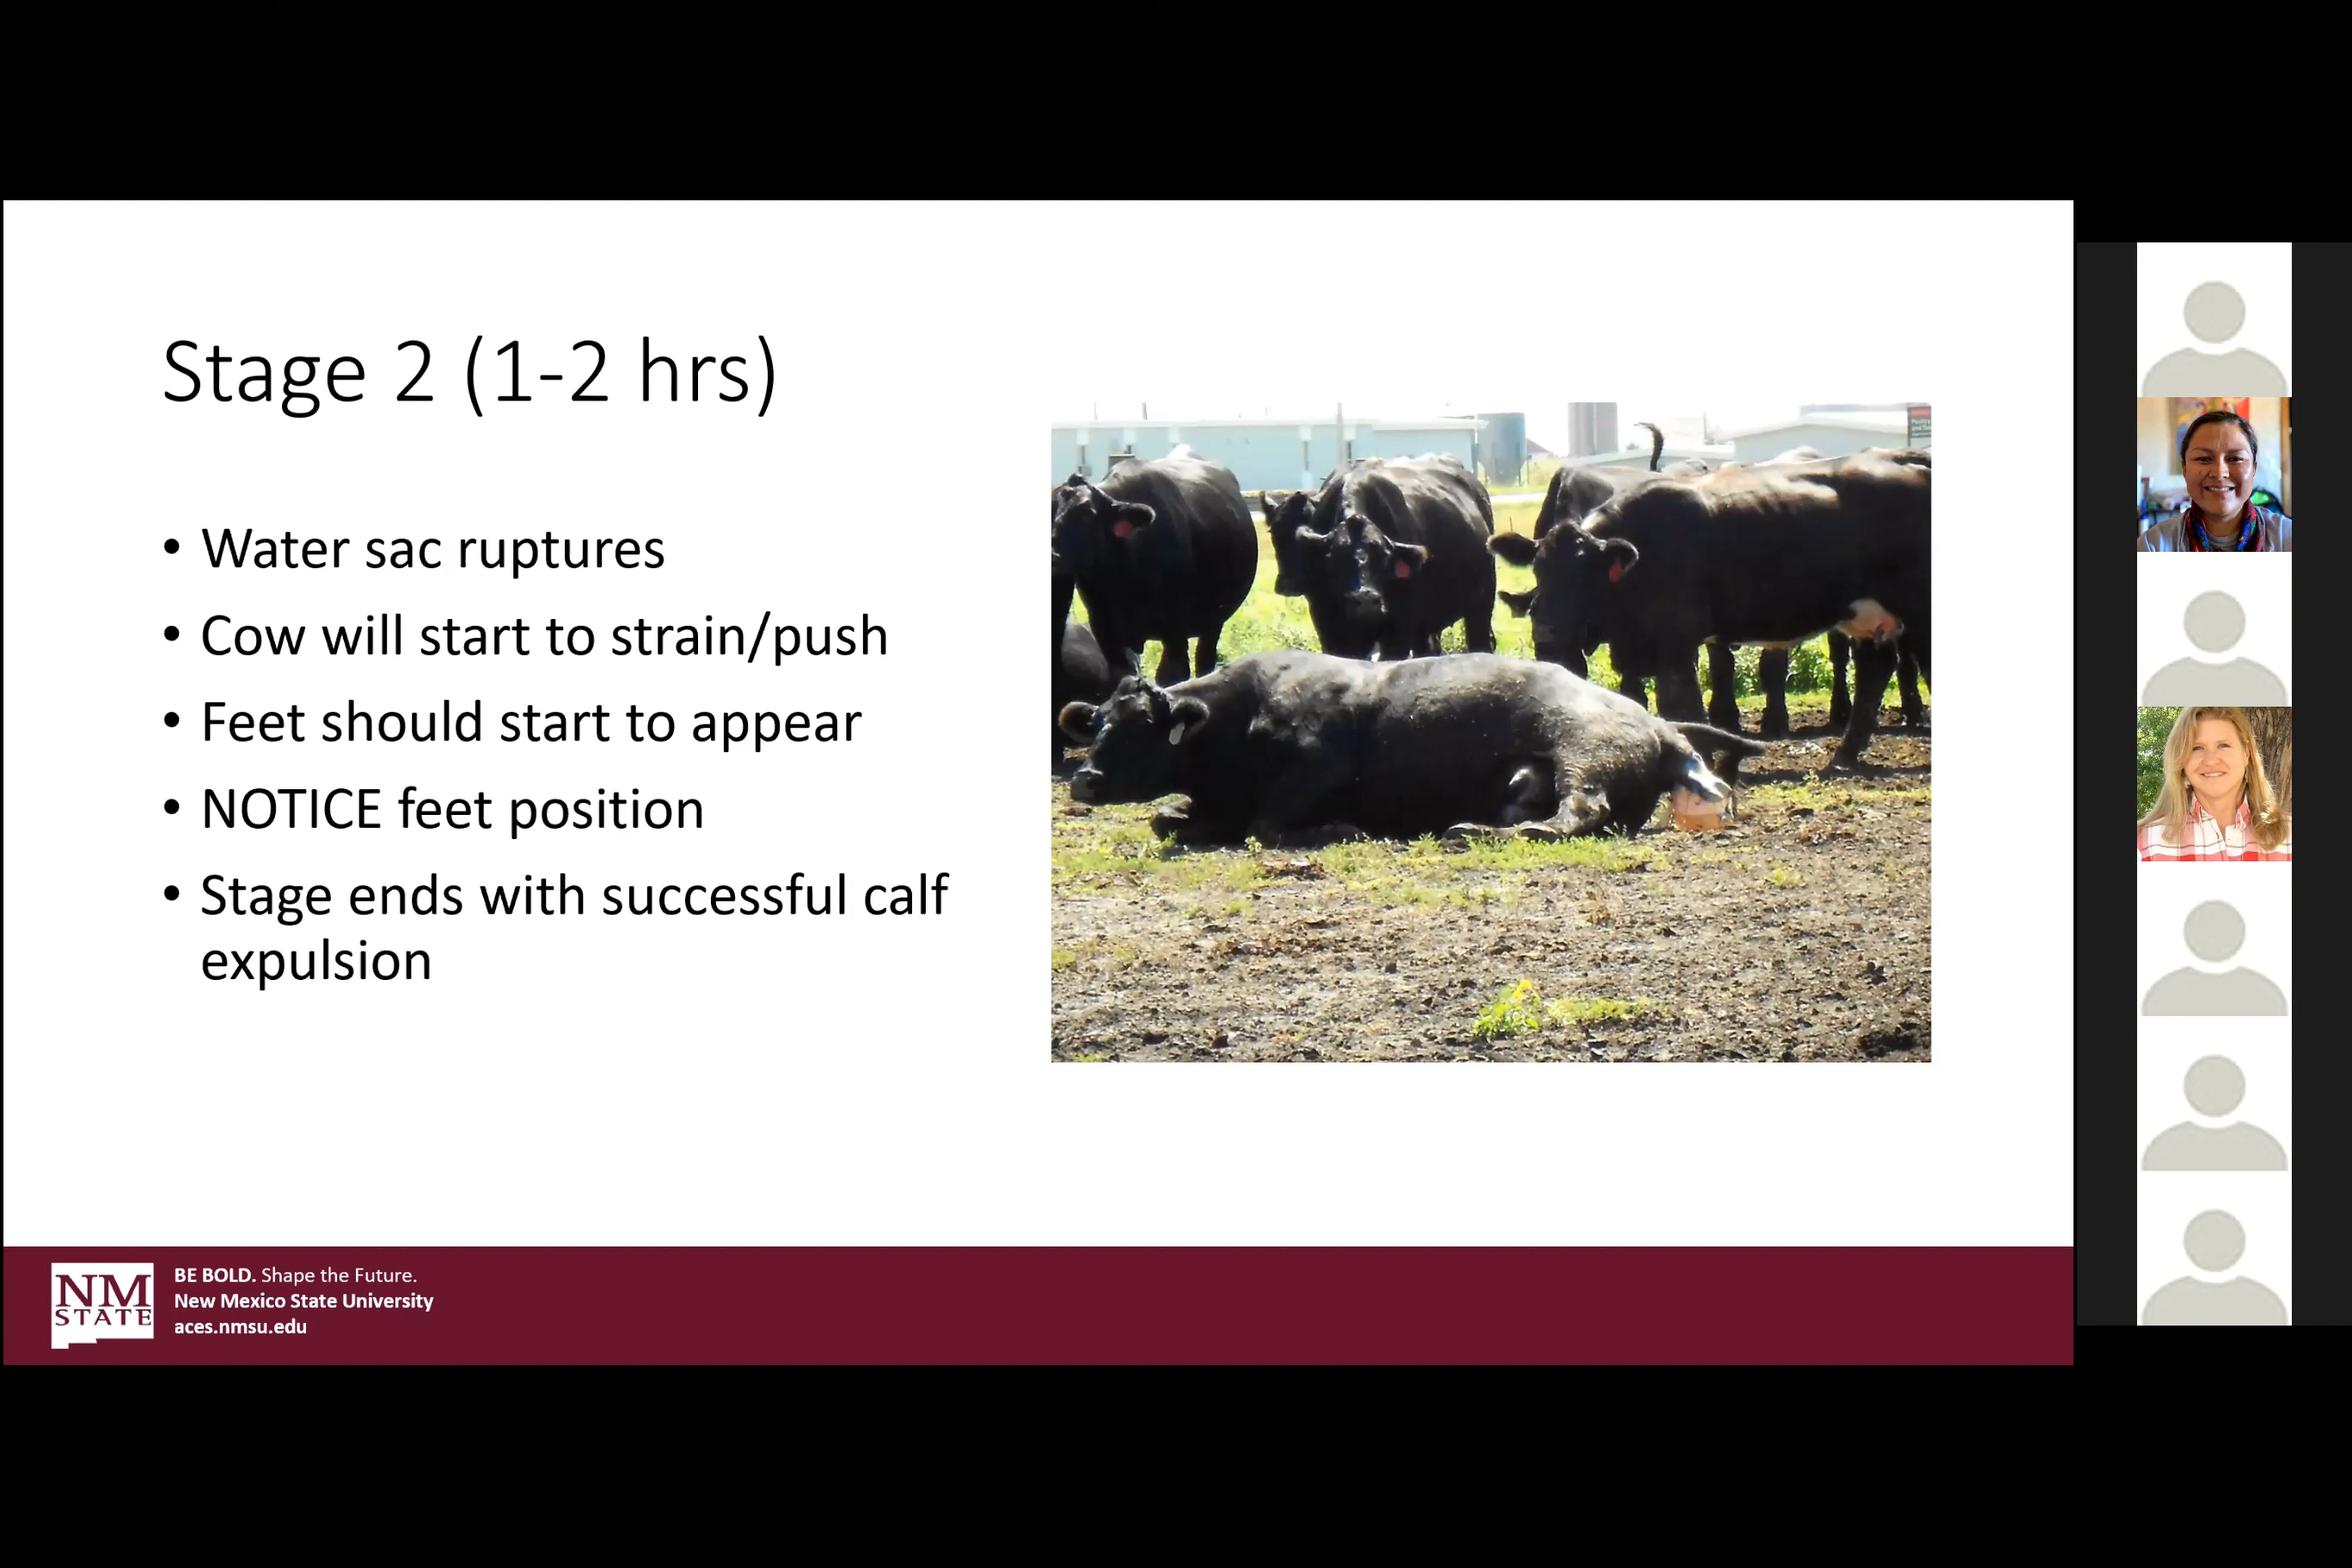 Stage 2 (1-2 hrs)
• Water sac ruptures
• Cow will start to strain/push
• Feet should start to appear
• NOTICE feet position
• Stage ends with successful calf
expulsion
NM
STATE
BE BOLD. Shape the Future.
New Mexico State University
aces.nmsu.edu